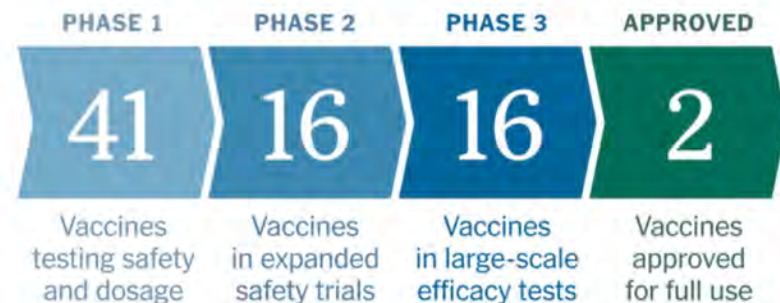 PHASE 1 PHASE 2 PHASE 3 APPROVED
41 16 16 2
Vaccines Vaccines Vaccines Vaccines
testing safety in expanded in large-scale approved
and dosage safety trials efficacy tests for full use